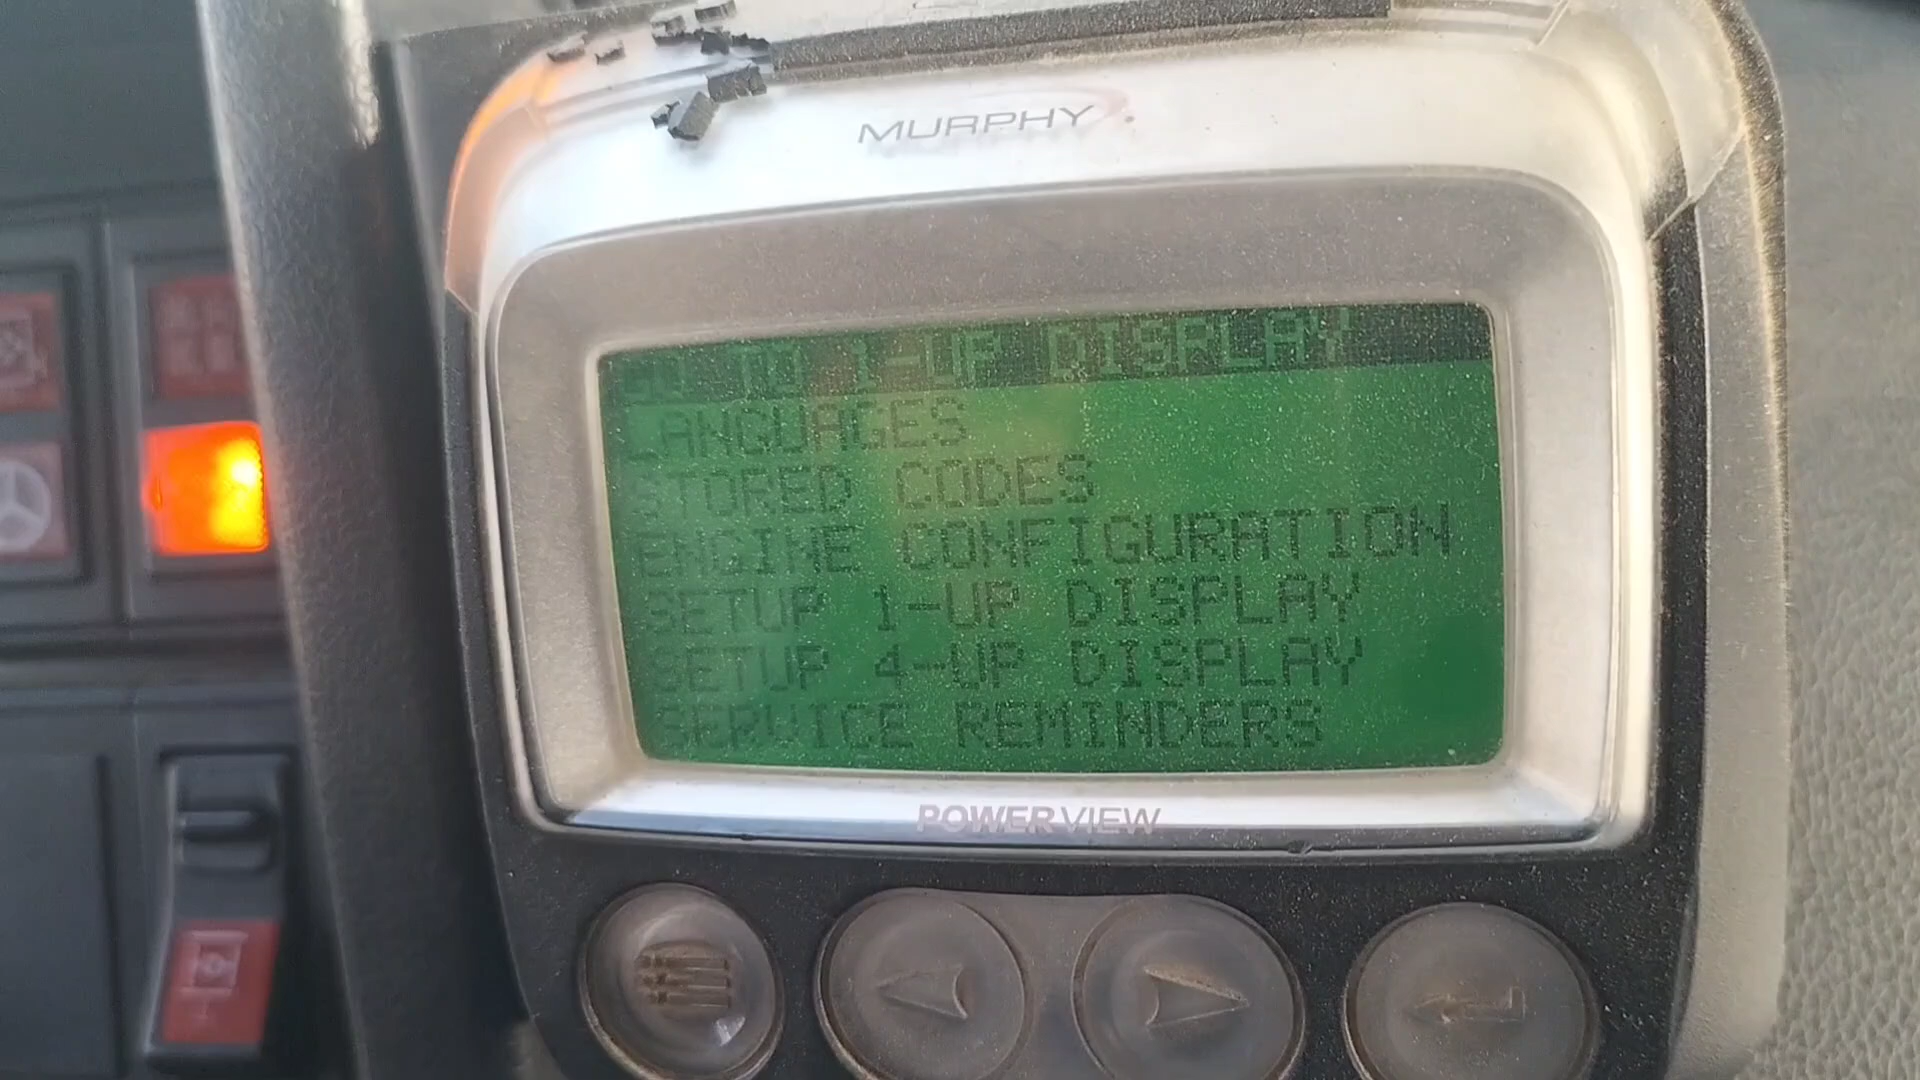 MURPHY
GO TO 1-UP DISPLAY
LANGUAGES
STORED CODES
ENGINE CONFIGURATION
SETUP 1-UP DISPLAY
SETUP 4-UP DISPLAY
SERVICE REMINDERS
POWERVIEW